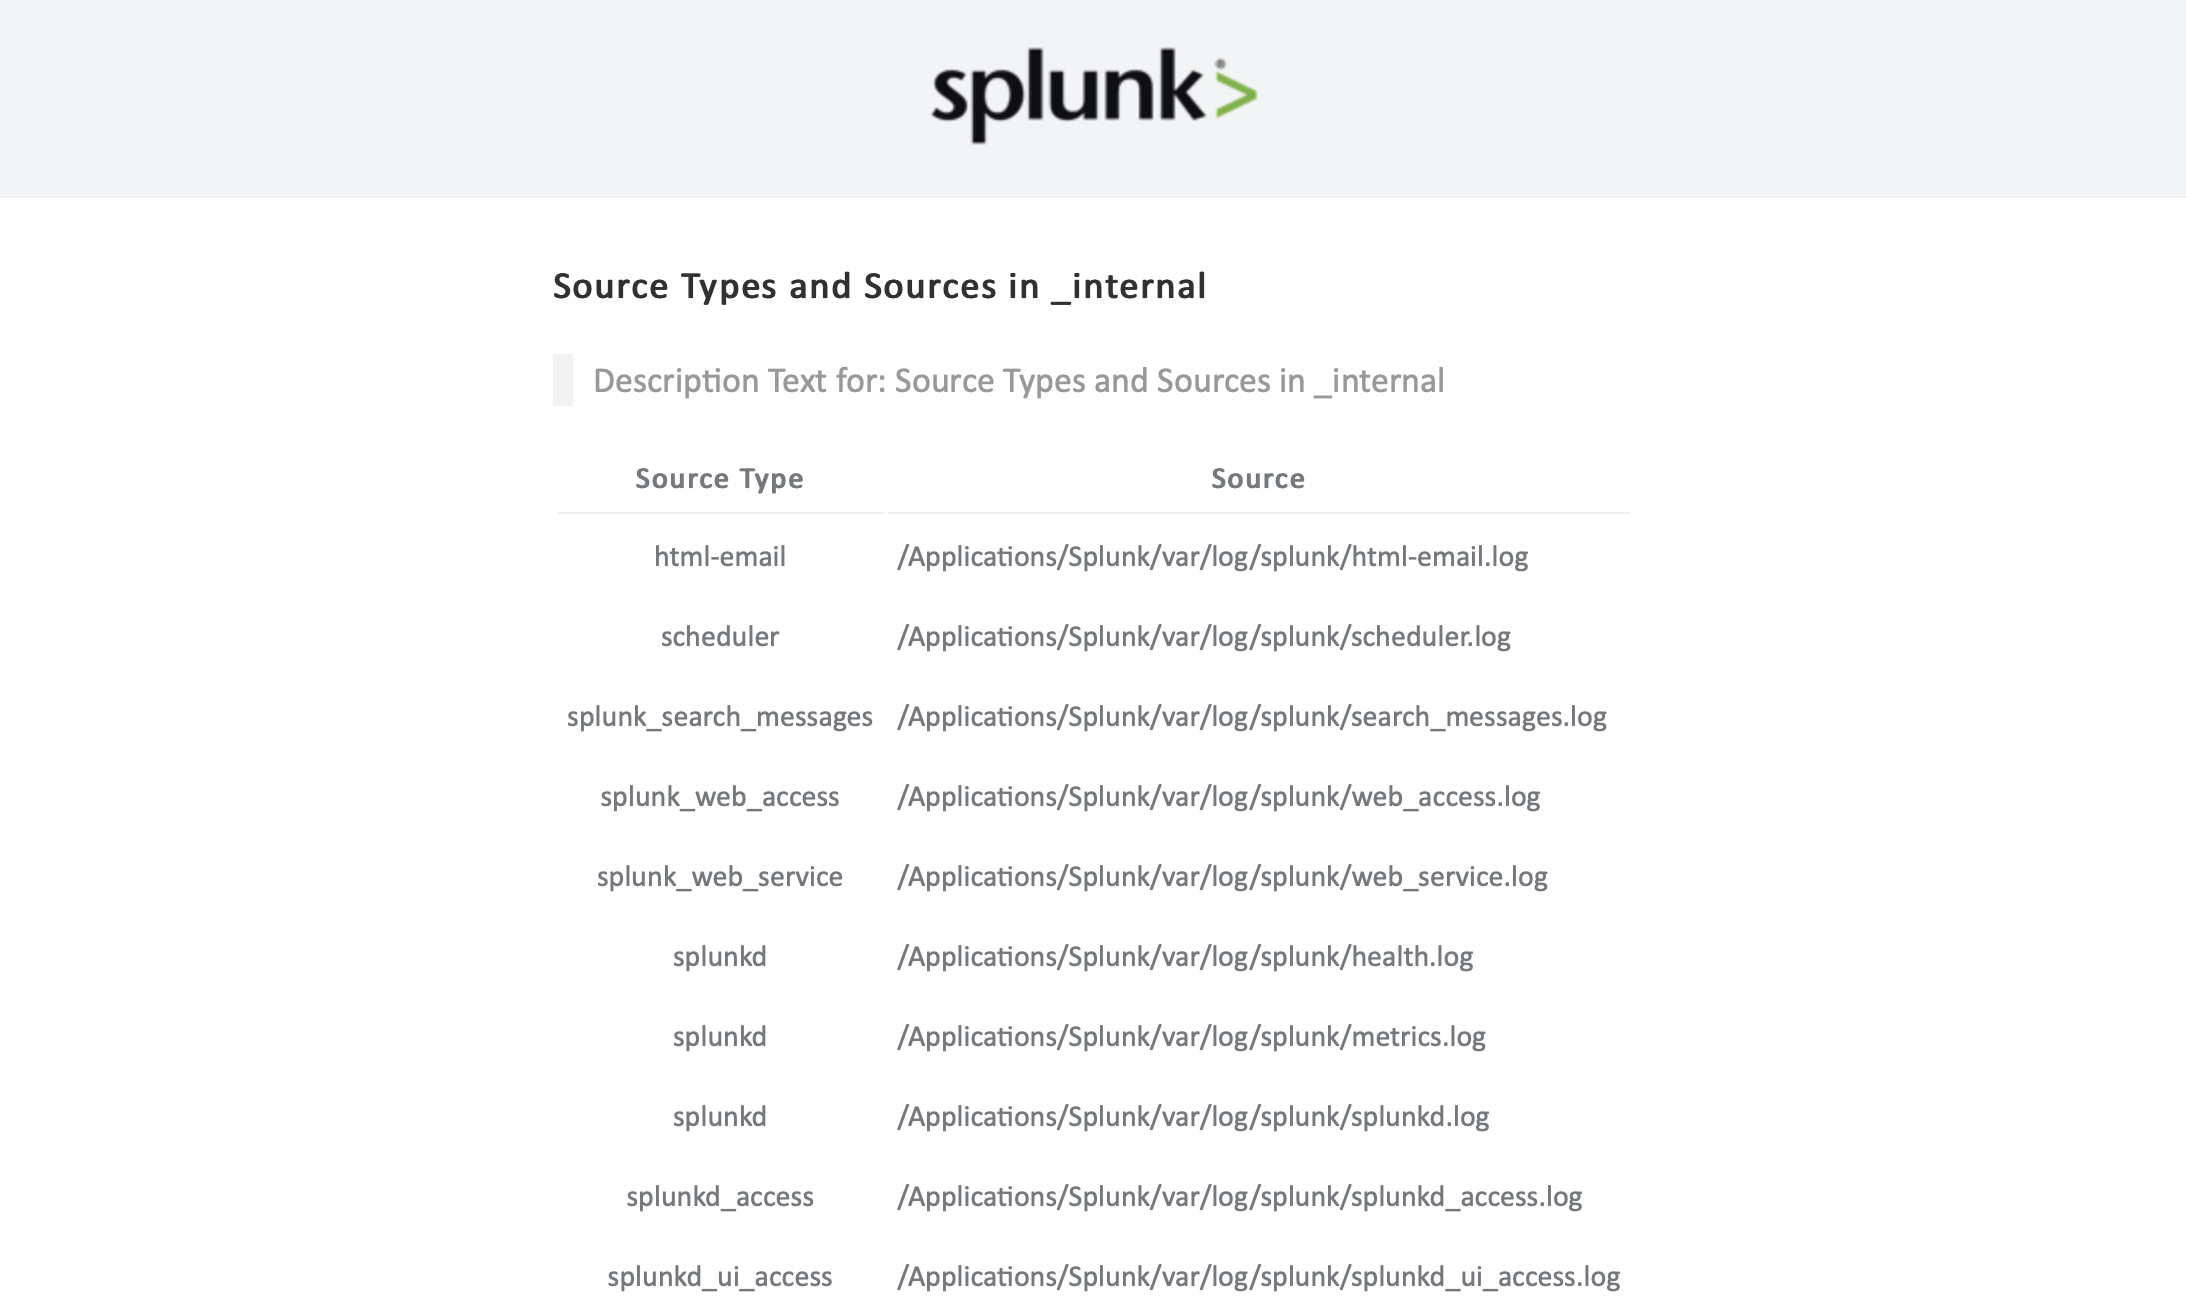 splunk>
Source Types and Sources in _internal
Description Text for: Source Types and Sources in _internal
Source Type Source
html-email /Applications/Splunk/var/log/splunk/html-email.log
scheduler /Applications/Splunk/var/log/splunk/scheduler.log
splunk_search_messages /Applications/Splunk/var/log/splunk/search_messages.log
splunk_web_access /Applications/Splunk/var/log/splunk/web_access.log
splunk_web_service /Applications/Splunk/var/log/splunk/web_service.log
splunkd /Applications/Splunk/var/log/splunk/health.log
splunkd /Applications/Splunk/var/log/splunk/metrics.log
splunkd /Applications/Splunk/var/log/splunk/splunkd.log
splunkd_access /Applications/Splunk/var/log/splunk/splunkd_access.log
splunkd_ui_access /Applications/Splunk/var/log/splunk/splunkd_ui_access.log